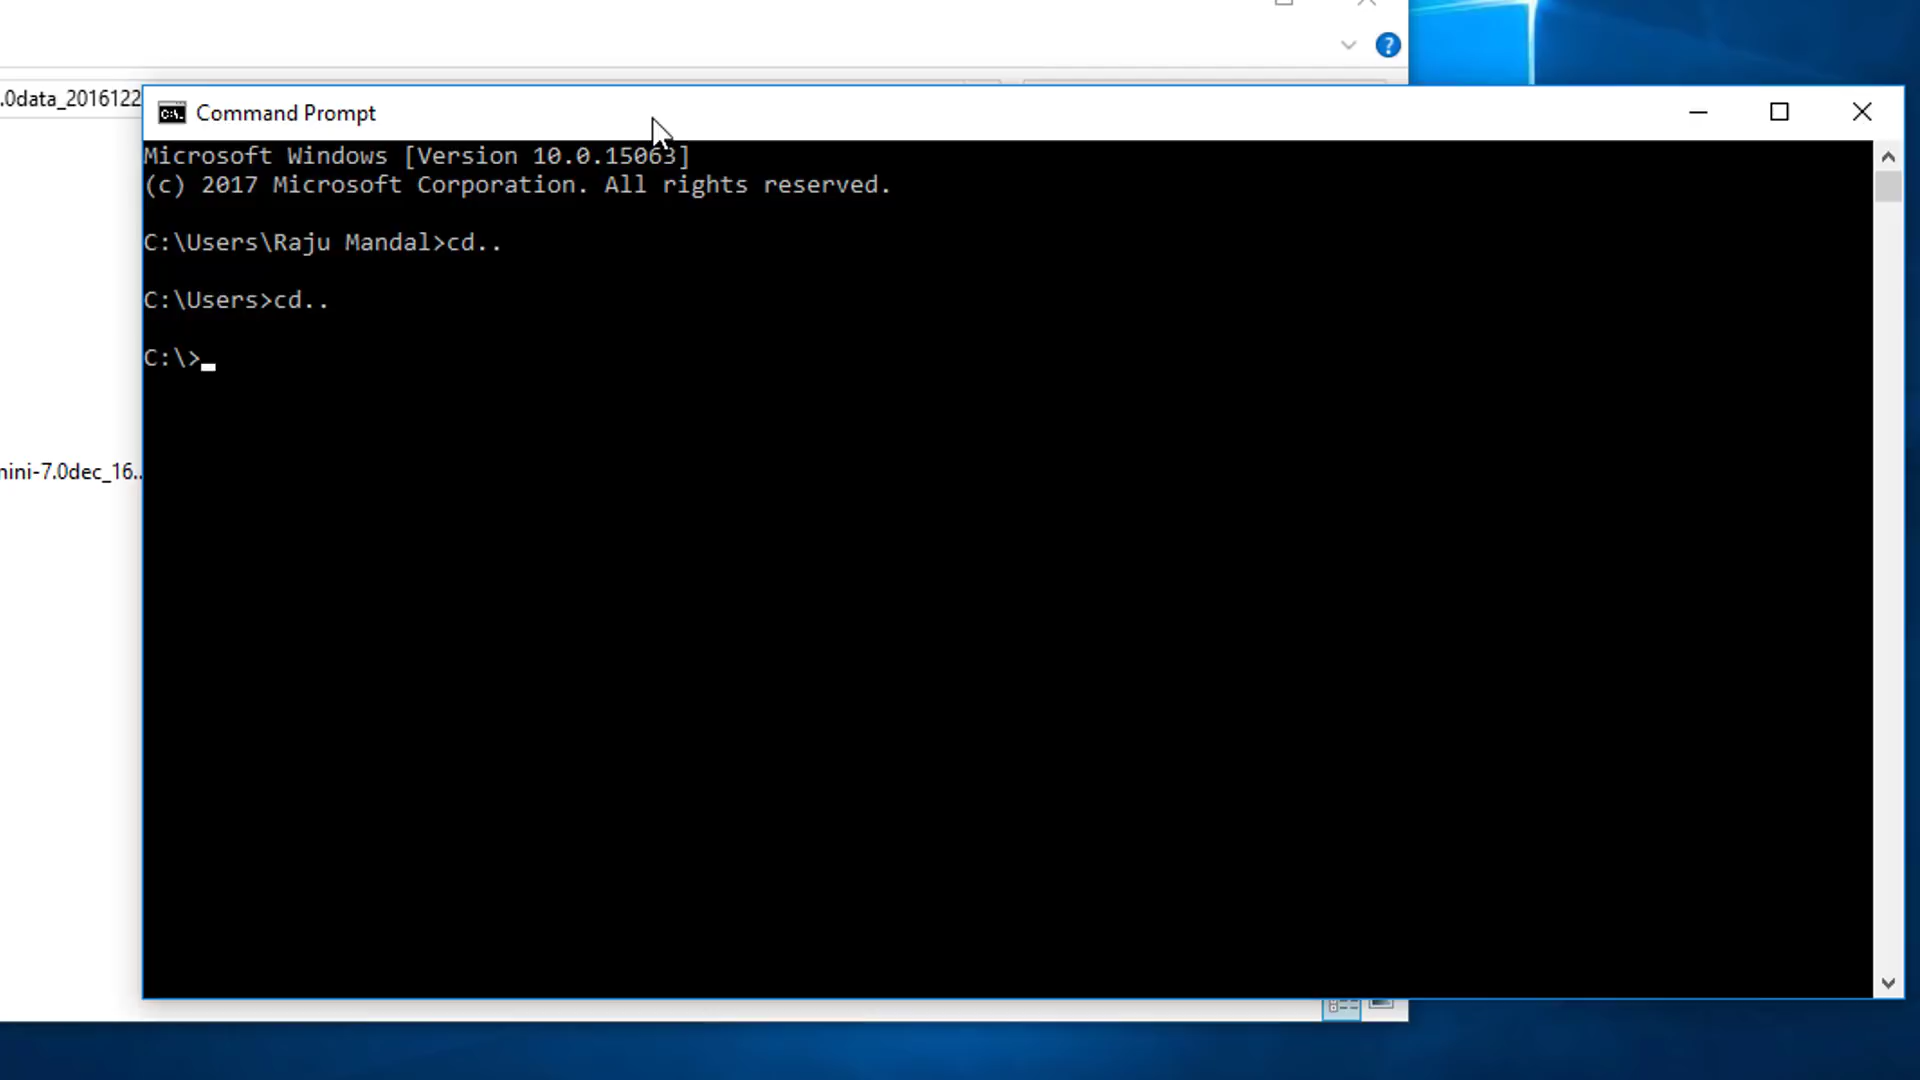 .0data_2016122
Command Prompt
Microsoft Windows [Version 10.0.15063]
(c) 2017 Microsoft Corporation. All rights reserved.
C:\Users\Raju Mandal>cd..
C:\Users>cd..
C:\>
nini-7.0dec_16..